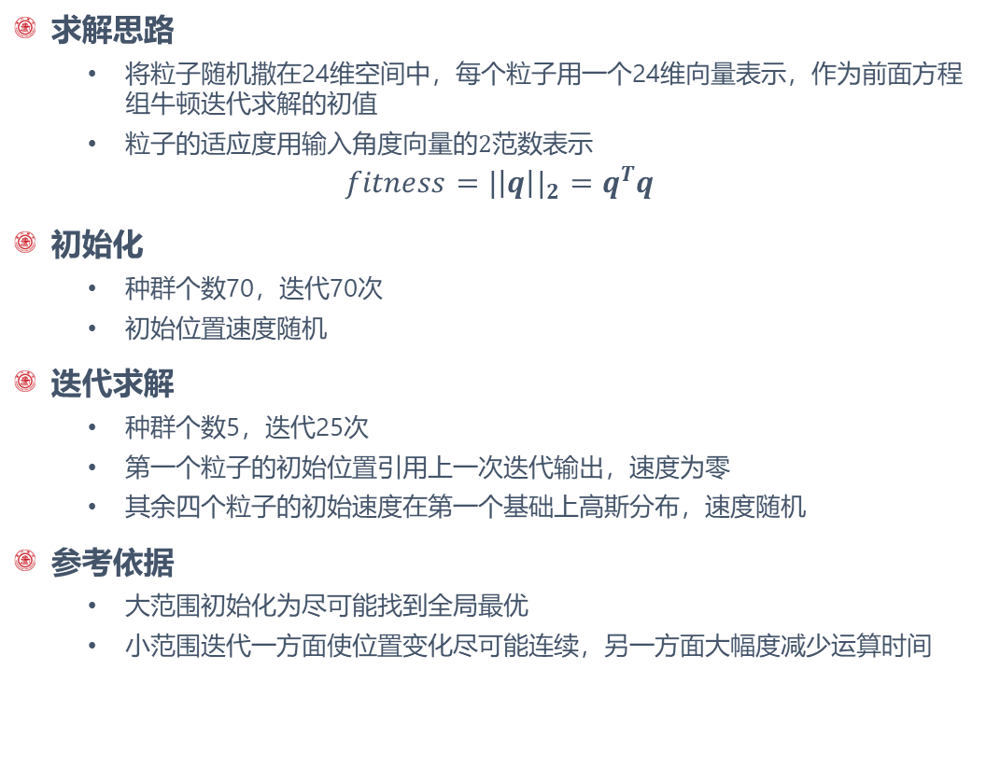 求解思路
• 将粒子随机撒在24维空间中，每个粒子用一个24维向量表示，作为前面方程
组牛顿迭代求解的初值
• 粒子的适应度用输入角度向量的2范数表示
fitness = ||q||₂ = qᵀq
初始化
• 种群个数70，迭代70次
• 初始位置速度随机
迭代求解
• 种群个数5，迭代25次
• 第一个粒子的初始位置引用上一次迭代输出，速度为零
• 其余四个粒子的初始速度在第一个基础上高斯分布，速度随机
参考依据
• 大范围初始化为尽可能找到全局最优
• 小范围迭代一方面使位置变化尽可能连续，另一方面大幅度减少运算时间